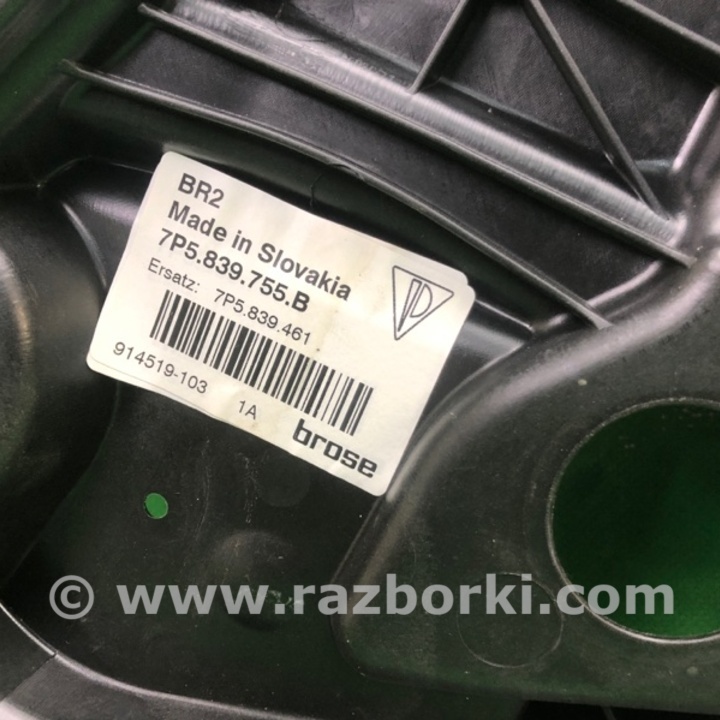 BR2
Made in Slovakia
7P5.839.755.B
Ersatz: 7P5.839.461
914519-103 1A
brose
© www.razborki.com